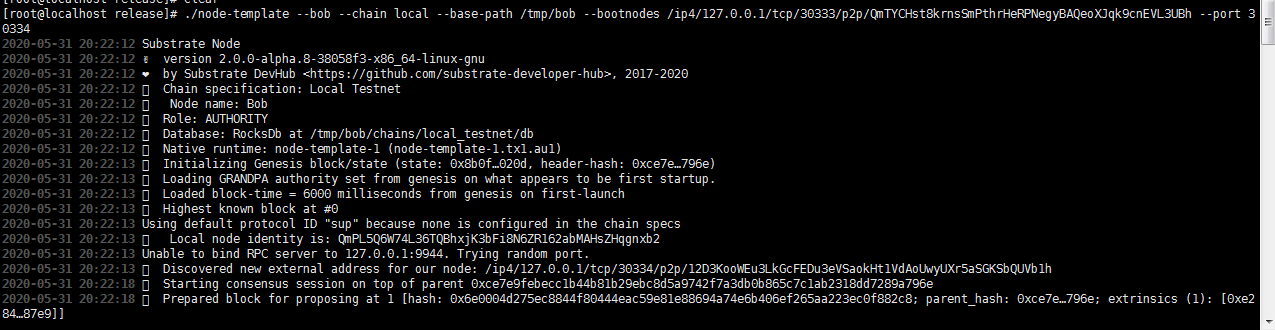 [root@localhost release]# clear
[root@localhost release]# ./node-template --bob --chain local --base-path /tmp/bob --bootnodes /ip4/127.0.0.1/tcp/30333/p2p/QmTYCHst8krnsSmPthrHeRPNegyBAQeoXJqk9cnEVL3UBh --port 3
0334
2020-05-31 20:22:12 Substrate Node
2020-05-31 20:22:12 ✌ version 2.0.0-alpha.8-38058f3-x86_64-linux-gnu
2020-05-31 20:22:12 ❤ by Substrate DevHub <https://github.com/substrate-developer-hub>, 2017-2020
2020-05-31 20:22:12 Chain specification: Local Testnet
2020-05-31 20:22:12 Node name: Bob
2020-05-31 20:22:12 Role: AUTHORITY
2020-05-31 20:22:12 Database: RocksDb at /tmp/bob/chains/local_testnet/db
2020-05-31 20:22:12 Native runtime: node-template-1 (node-template-1.tx1.au1)
2020-05-31 20:22:13 Initializing Genesis block/state (state: 0x8b0f…020d, header-hash: 0xce7e…796e)
2020-05-31 20:22:13 Loading GRANDPA authority set from genesis on what appears to be first startup.
2020-05-31 20:22:13 Loaded block-time = 6000 milliseconds from genesis on first-launch
2020-05-31 20:22:13 Highest known block at #0
2020-05-31 20:22:13 Using default protocol ID "sup" because none is configured in the chain specs
2020-05-31 20:22:13 Local node identity is: QmPL5Q6W74L36TQBhxjK3bFi8N6ZR162abMAHsZHqgnxb2
2020-05-31 20:22:13 Unable to bind RPC server to 127.0.0.1:9944. Trying random port.
2020-05-31 20:22:13 Discovered new external address for our node: /ip4/127.0.0.1/tcp/30334/p2p/12D3KooWEu3LkGcFEDu3eVSaokHt1VdAoUwyUXr5aSGKSbQUVb1h
2020-05-31 20:22:18 Starting consensus session on top of parent 0xce7e9febecc1b44b81b29ebc8d5a9742f7a3db0b865c7c1ab2318dd7289a796e
2020-05-31 20:22:18 Prepared block for proposing at 1 [hash: 0x6e0004d275ec8844f80444eac59e81e88694a74e6b406ef265aa223ec0f882c8; parent_hash: 0xce7e…796e; extrinsics (1): [0xe2
84…87e9]]